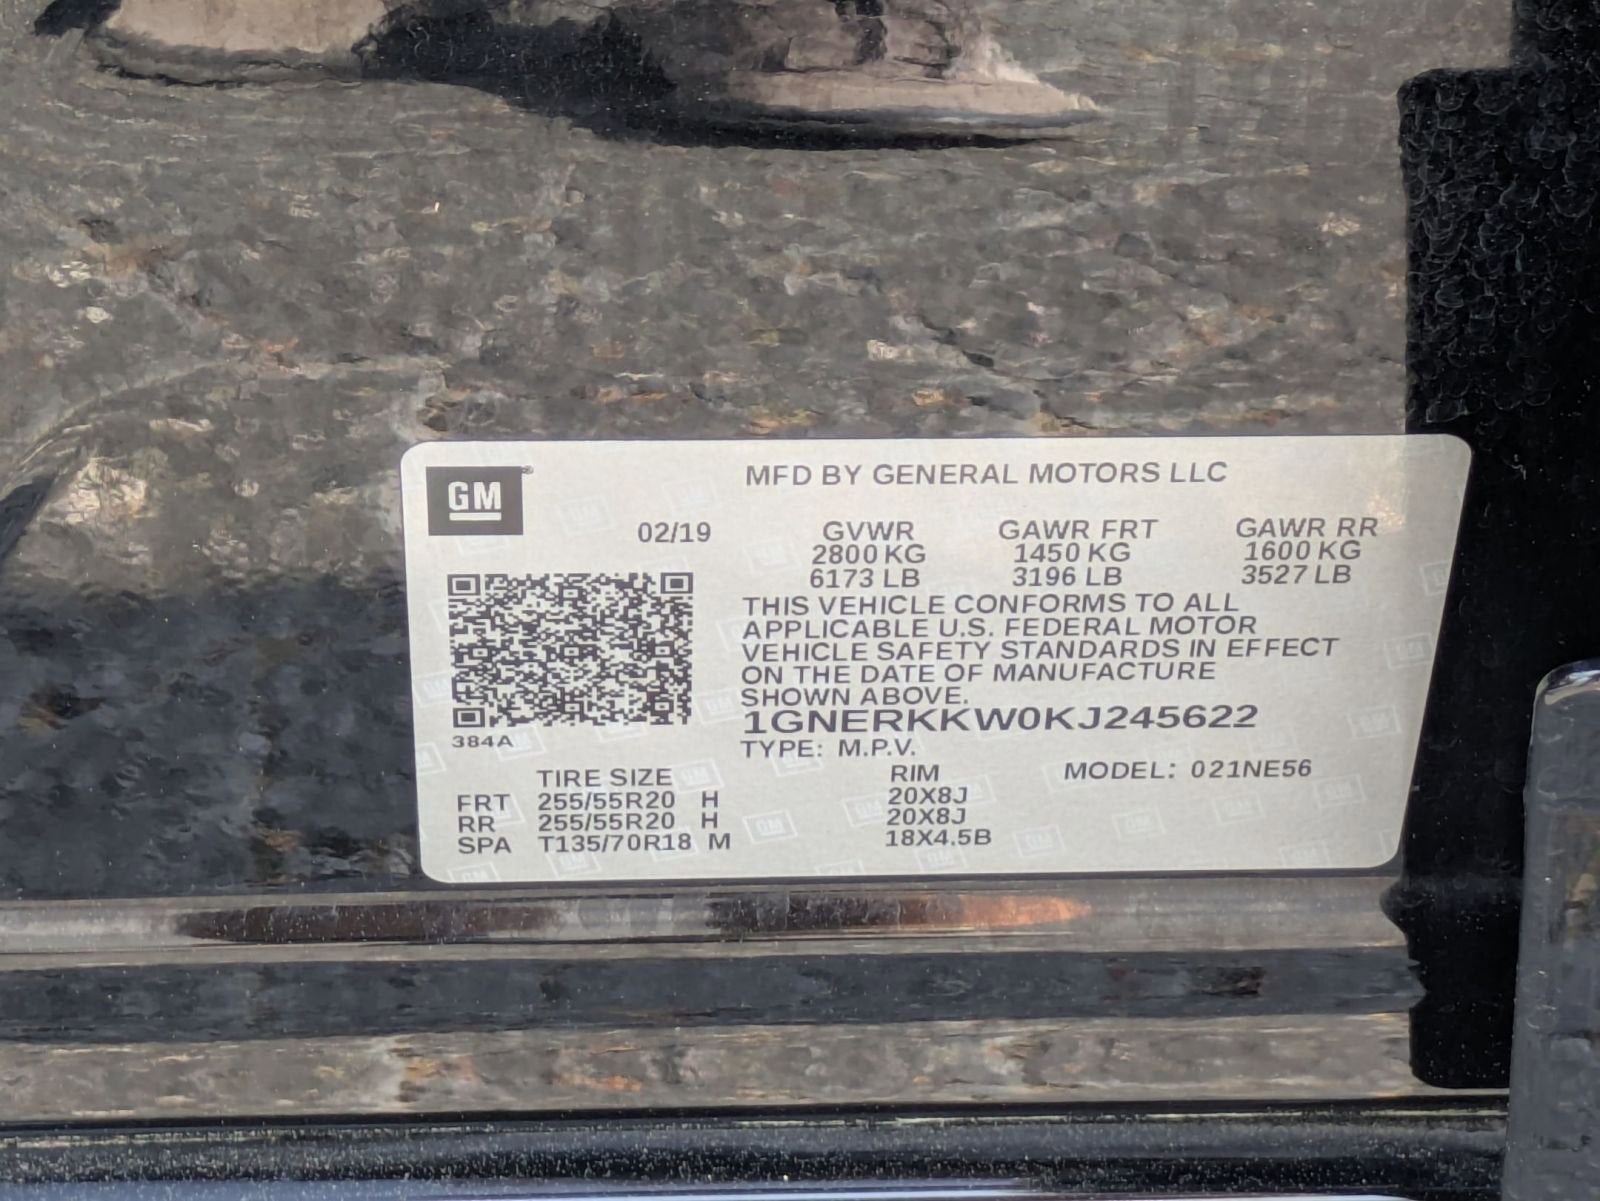 GM
MFD BY GENERAL MOTORS LLC
02/19 GVWR GAWR FRT GAWR RR
2800 KG 1450 KG 1600 KG
6173 LB 3196 LB 3527 LB
THIS VEHICLE CONFORMS TO ALL
APPLICABLE U.S. FEDERAL MOTOR
VEHICLE SAFETY STANDARDS IN EFFECT
ON THE DATE OF MANUFACTURE
SHOWN ABOVE.
1GNERKKW0KJ245622
384A
TYPE: M.P.V.
TIRE SIZE RIM MODEL: 021NE56
FRT 255/55R20 H 20X8J
RR 255/55R20 H 20X8J
SPA T135/70R18 M 18X4.5B